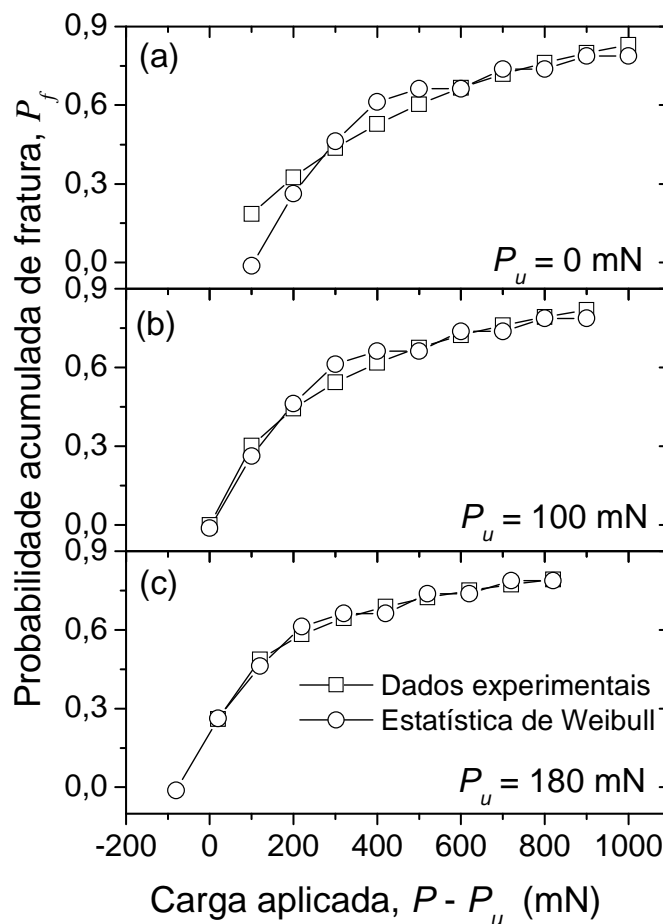 Probabilidade acumulada de fratura, P_f
0,9
(a)
0,6
0,3
0,0
P_u = 0 mN
0,9
(b)
0,6
0,3
0,0
P_u = 100 mN
0,9
(c)
0,6
0,3
0,0
Dados experimentais
Estatística de Weibull
P_u = 180 mN
-200 0 200 400 600 800 1000
Carga aplicada, P - P_u (mN)